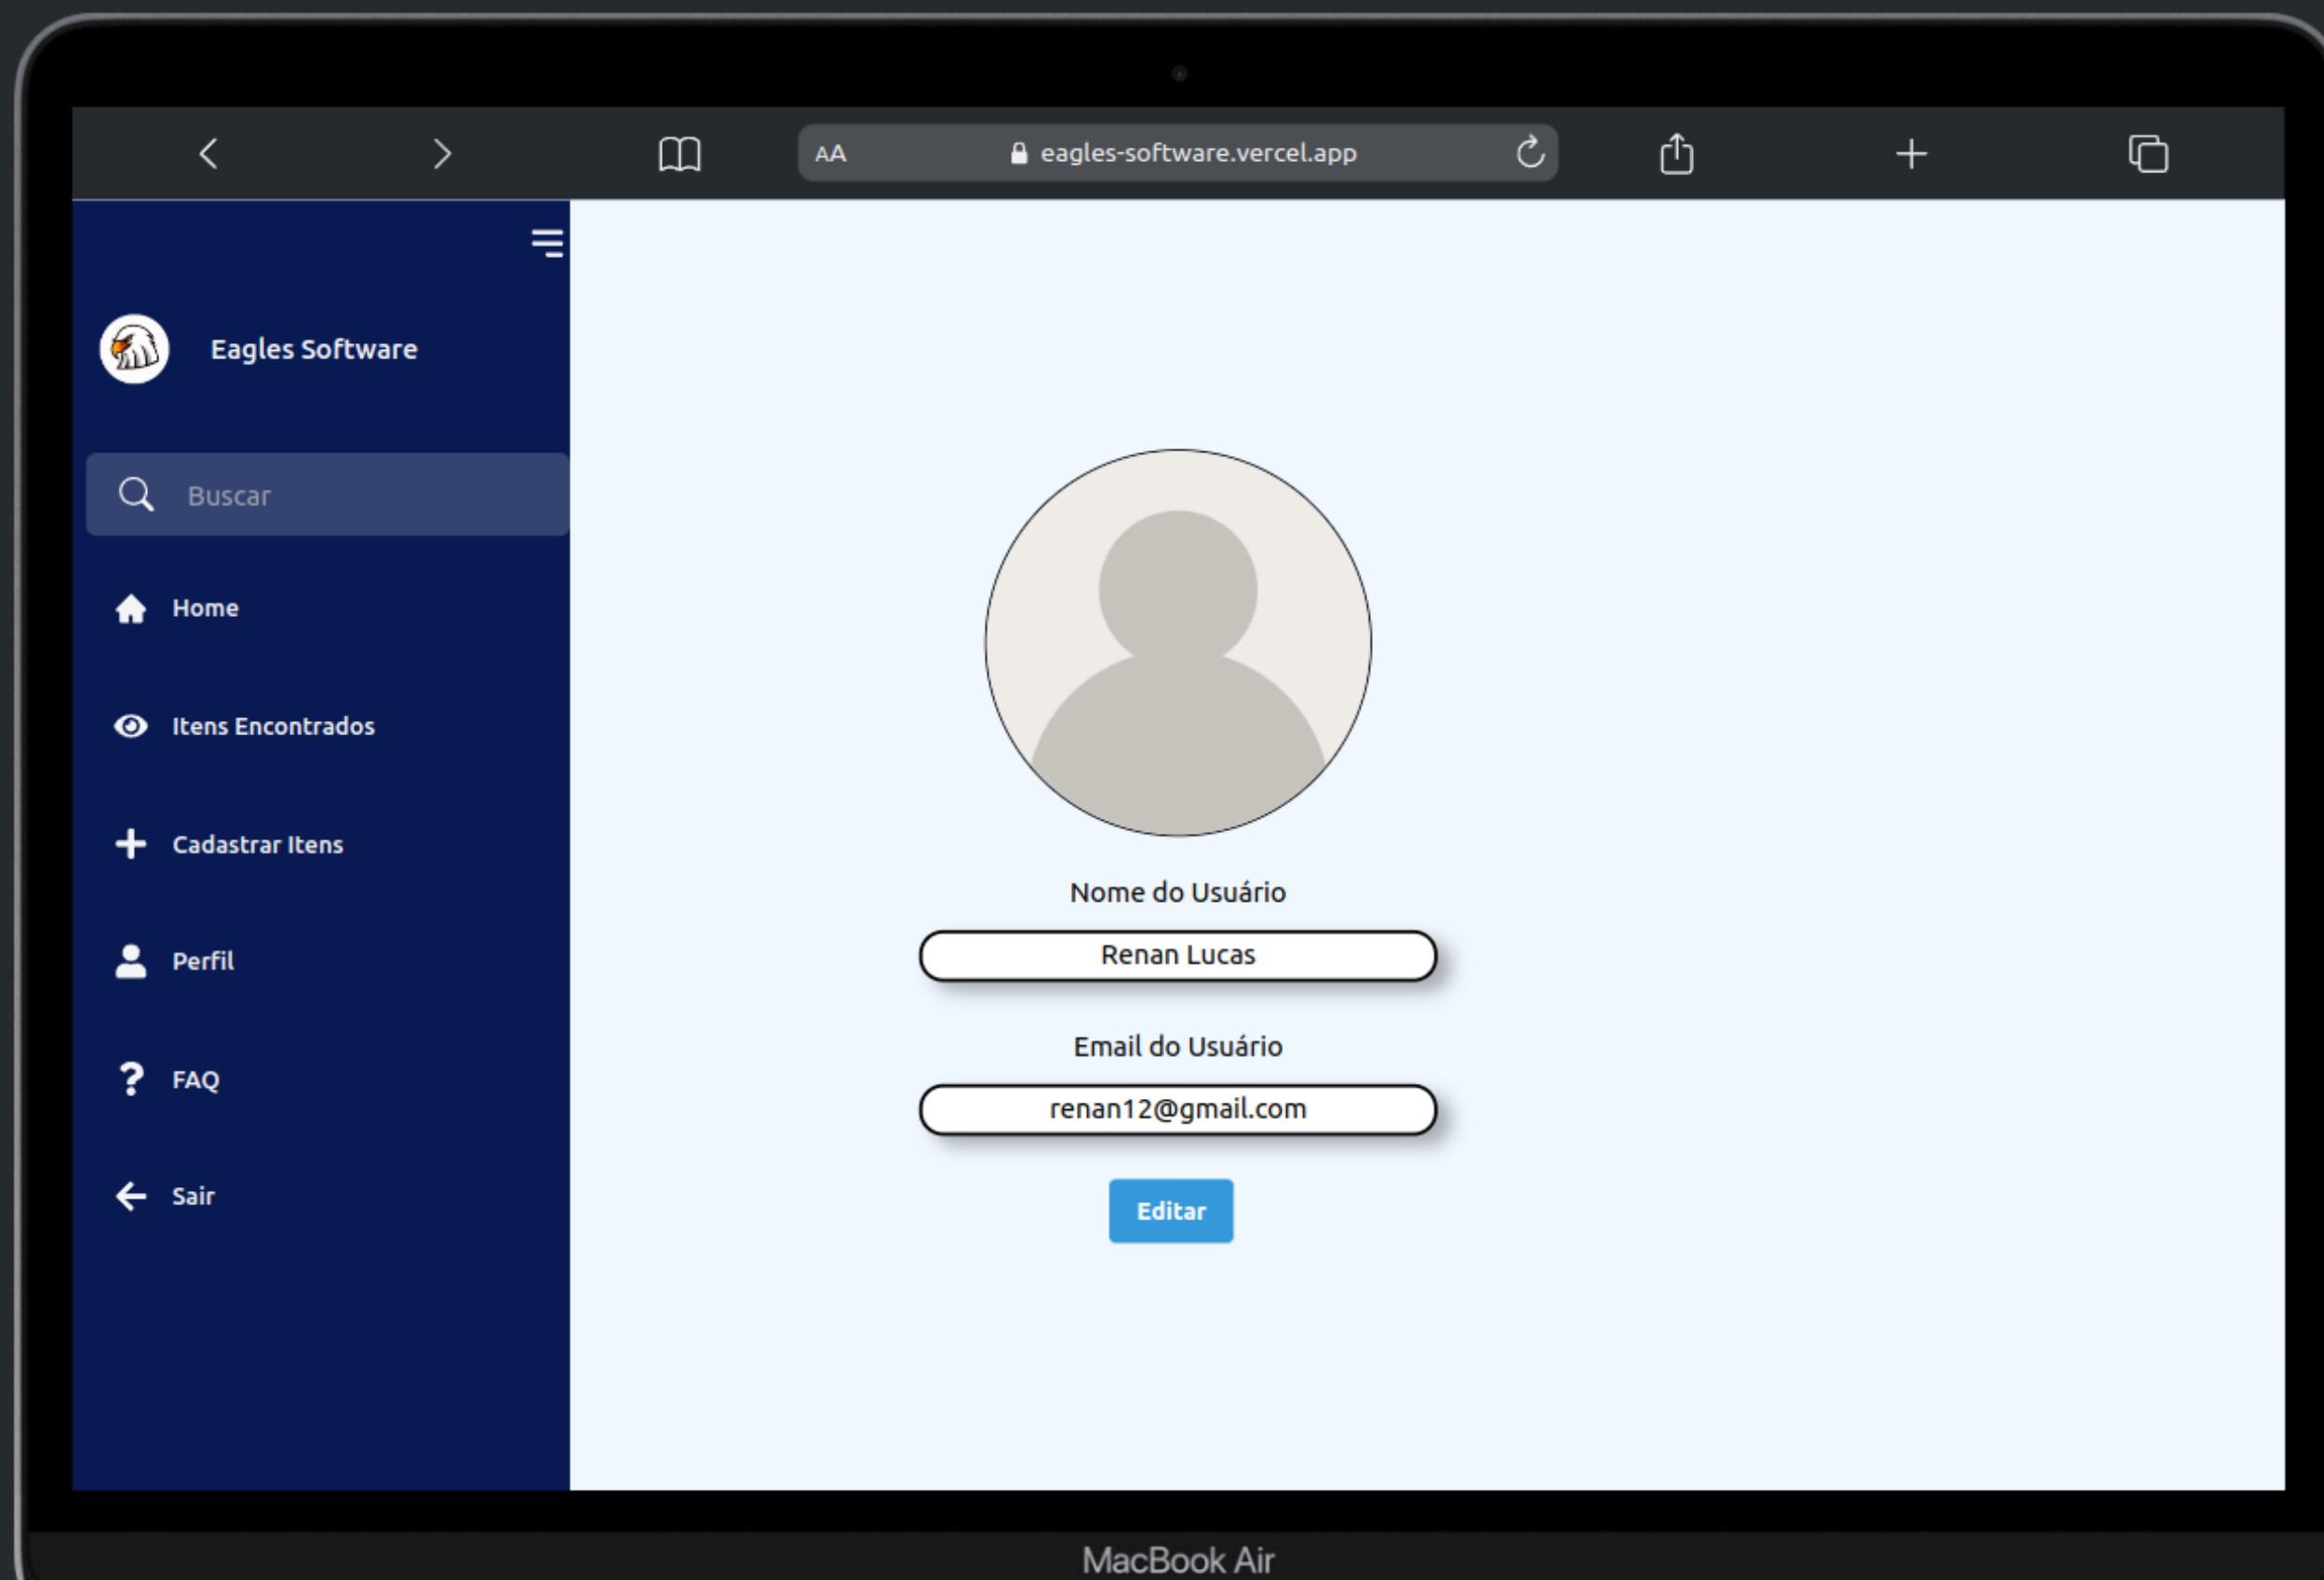 AA
eagles-software.vercel.app
Eagles Software
Buscar
Home
Itens Encontrados
Cadastrar Itens
Perfil
FAQ
Sair
Nome do Usuário
Renan Lucas
Email do Usuário
renan12@gmail.com
Editar
MacBook Air